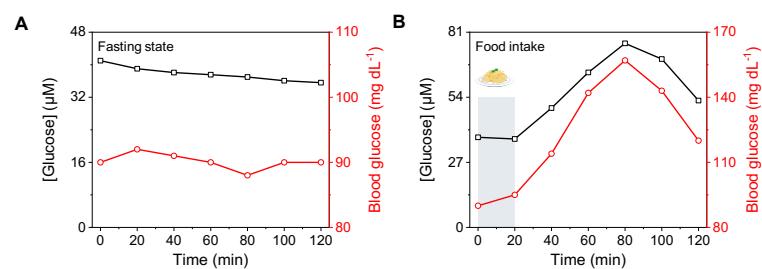 A
Fasting state
48
32
16
0
[Glucose] (μM)
110
100
90
80
Blood glucose (mg dL⁻¹)
0 20 40 60 80 100 120
Time (min)
B
Food intake
81
54
27
0
[Glucose] (μM)
170
140
110
80
Blood glucose (mg dL⁻¹)
0 20 40 60 80 100 120
Time (min)